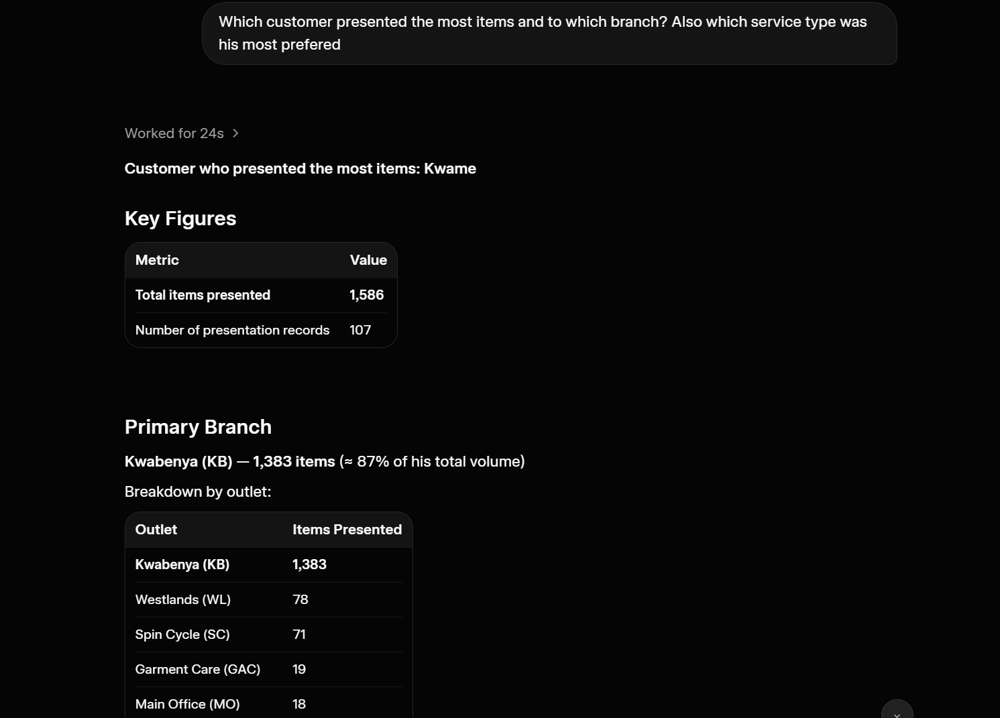 Which customer presented the most items and to which branch? Also which service type was
his most prefered
Worked for 24s
Customer who presented the most items: Kwame
Key Figures
Metric Value
Total items presented 1,586
Number of presentation records 107
Primary Branch
Kwabenya (KB) — 1,383 items (≈ 87% of his total volume)
Breakdown by outlet:
Outlet Items Presented
Kwabenya (KB) 1,383
Westlands (WL) 78
Spin Cycle (SC) 71
Garment Care (GAC) 19
Main Office (MO) 18